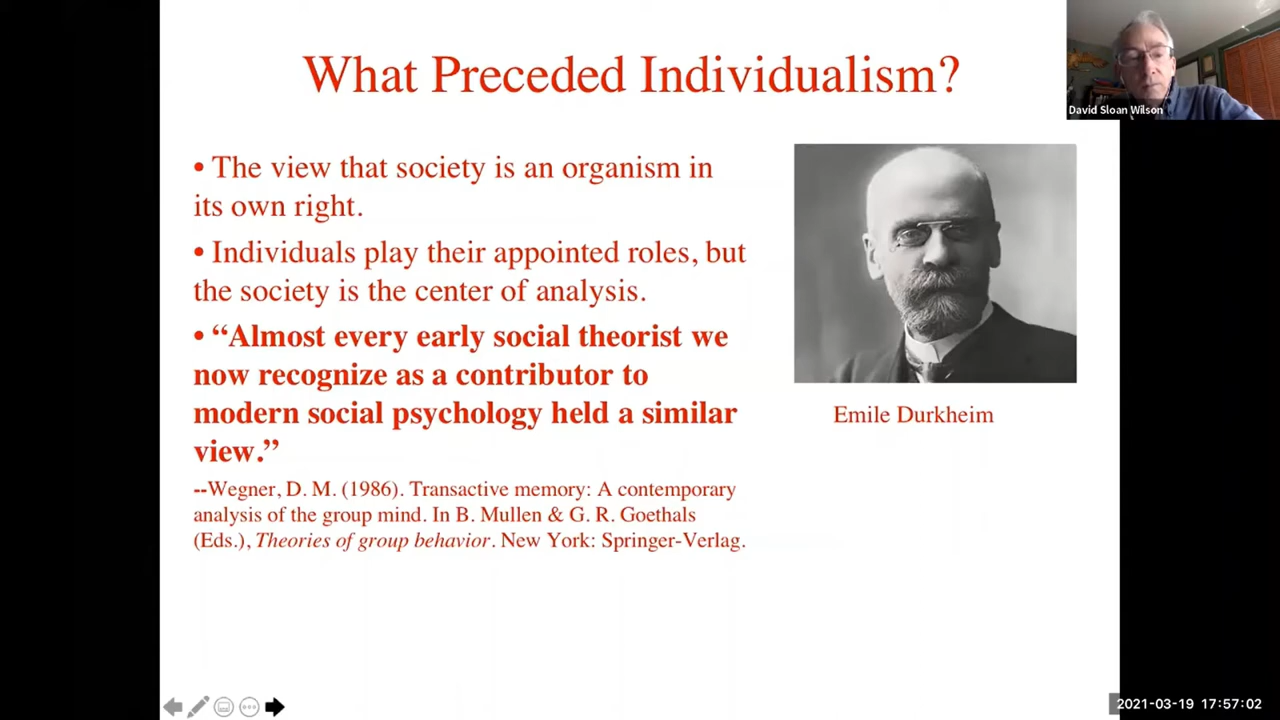 What Preceded Individualism?
David Sloan Wilson
• The view that society is an organism in
its own right.
• Individuals play their appointed roles, but
the society is the center of analysis.
• “Almost every early social theorist we
now recognize as a contributor to
modern social psychology held a similar
view.”
--Wegner, D. M. (1986). Transactive memory: A contemporary
analysis of the group mind. In B. Mullen & G. R. Goethals
(Eds.), Theories of group behavior. New York: Springer-Verlag.
Emile Durkheim
2021-03-19 17:57:02